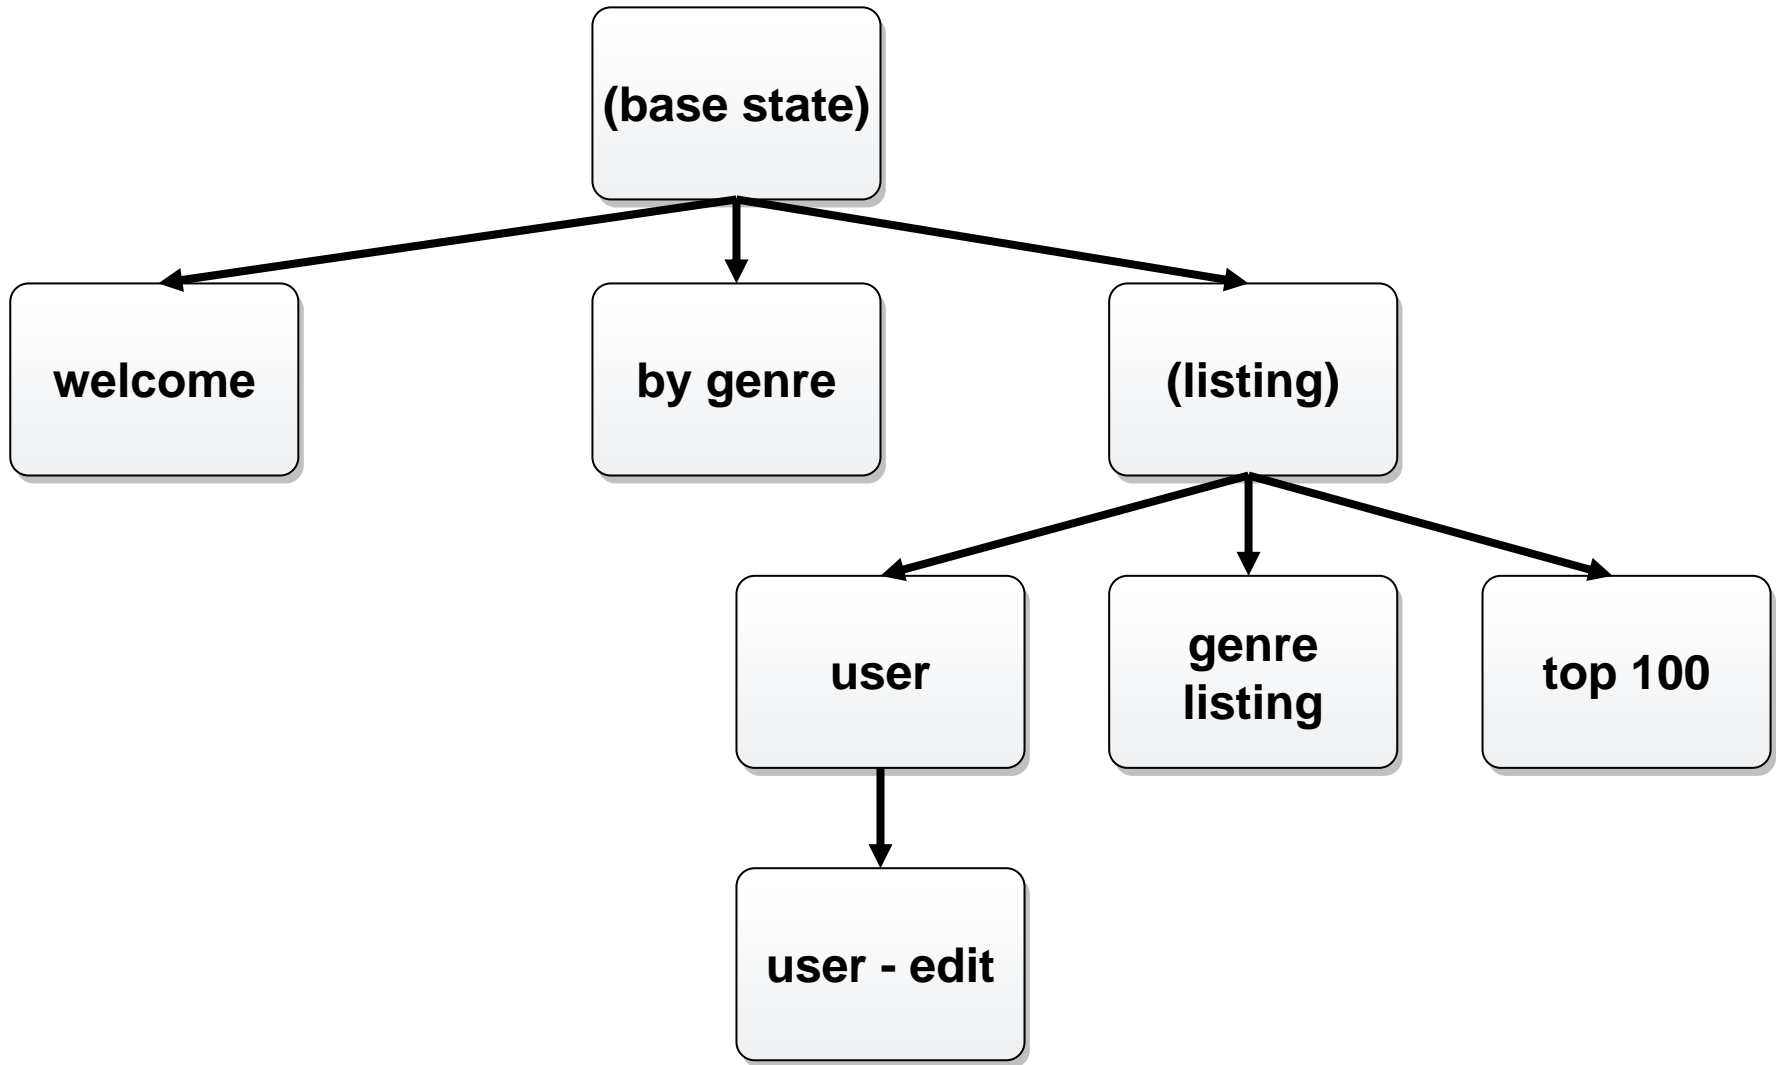 (base state)
welcome
by genre
(listing)
user
genre
listing
top 100
user - edit